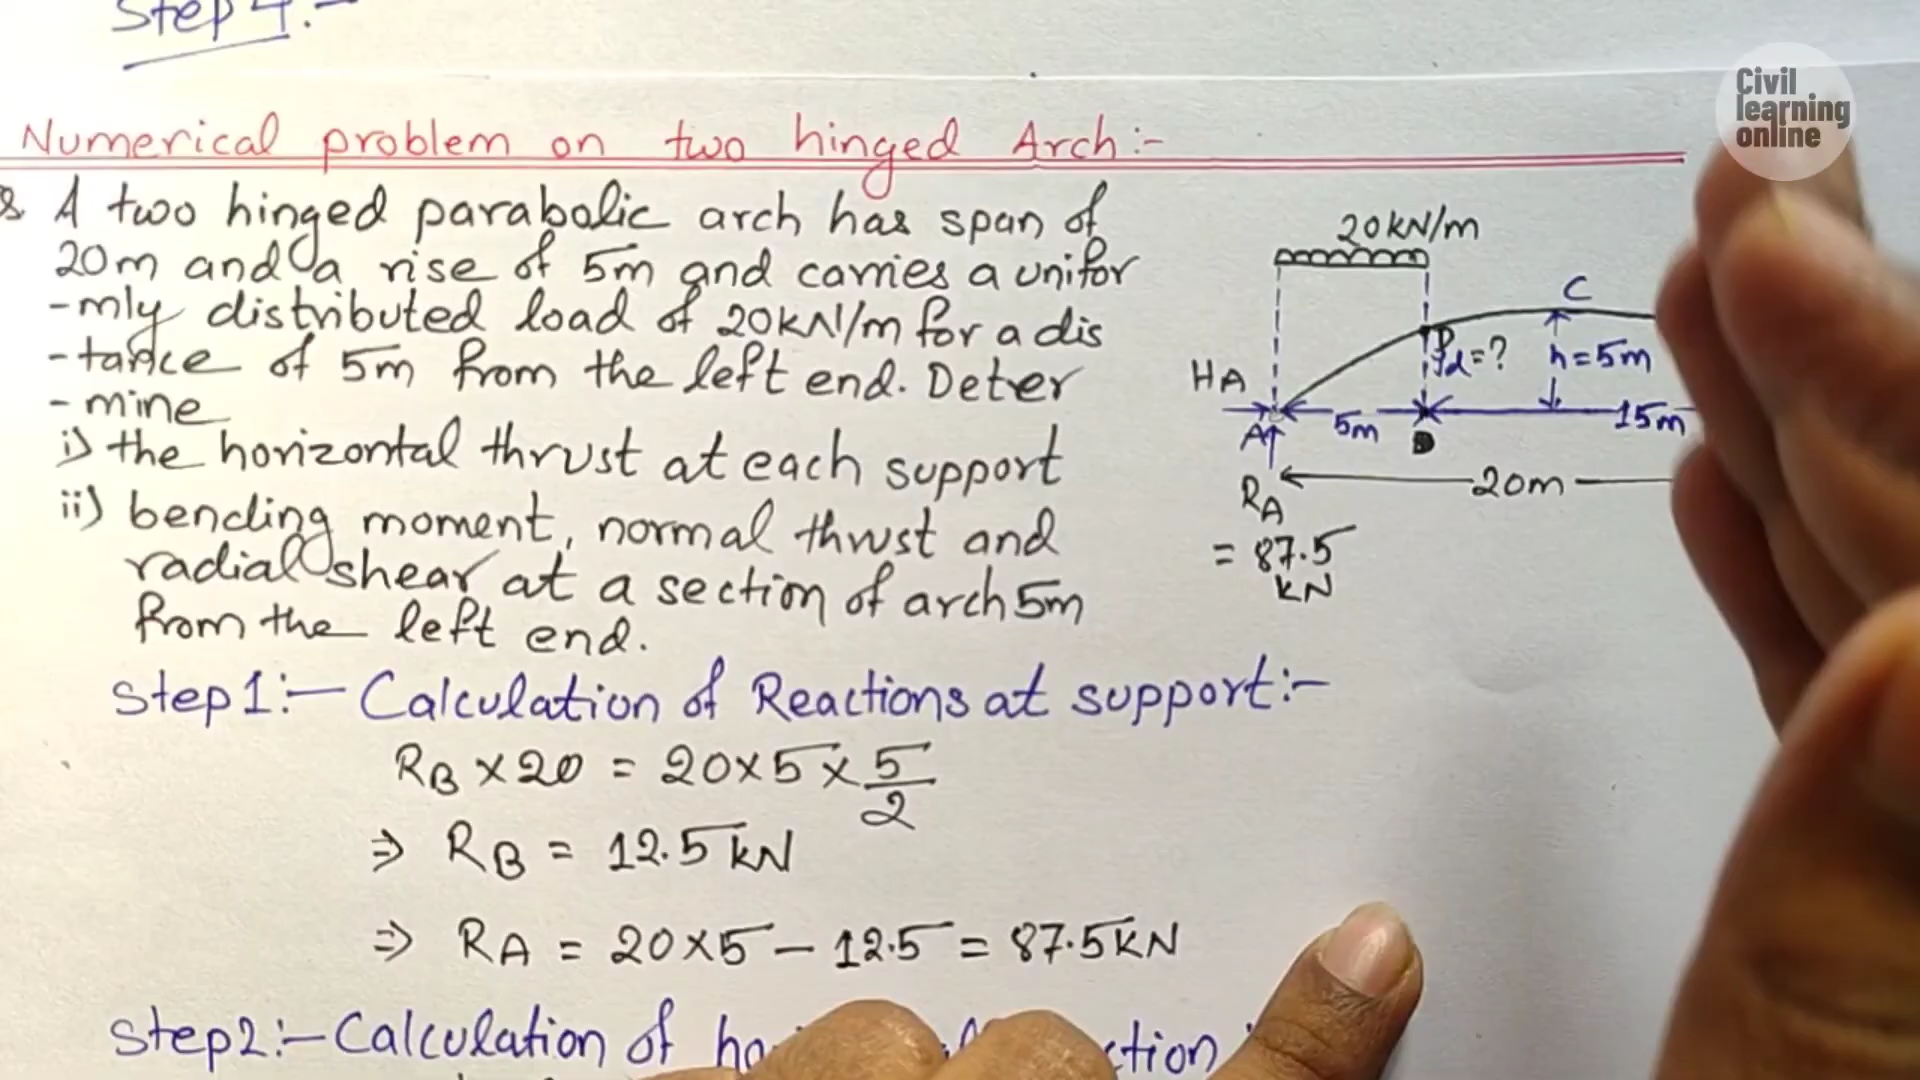 Step 4:-
Civil
learning
online
Numerical problem on two hinged Arch:-
A two hinged parabolic arch has span of
20m and a rise of 5m and carries a unifor
-mly distributed load of 20kN/m for a dis
-tance of 5m from the left end. Deter
-mine
i) the horizontal thrust at each support
ii) bending moment, normal thrust and
radial shear at a section of arch 5m
from the left end.
20kN/m
C
yd=?
h=5m
HA
5m
15m
A
D
20m
RA
= 87.5
kN
Step1:- Calculation of Reactions at support:-
RB × 20 = 20×5×5/2
⇒ RB = 12.5 kN
⇒ RA = 20×5 – 12.5 = 87.5KN
Step2:- Calculation of